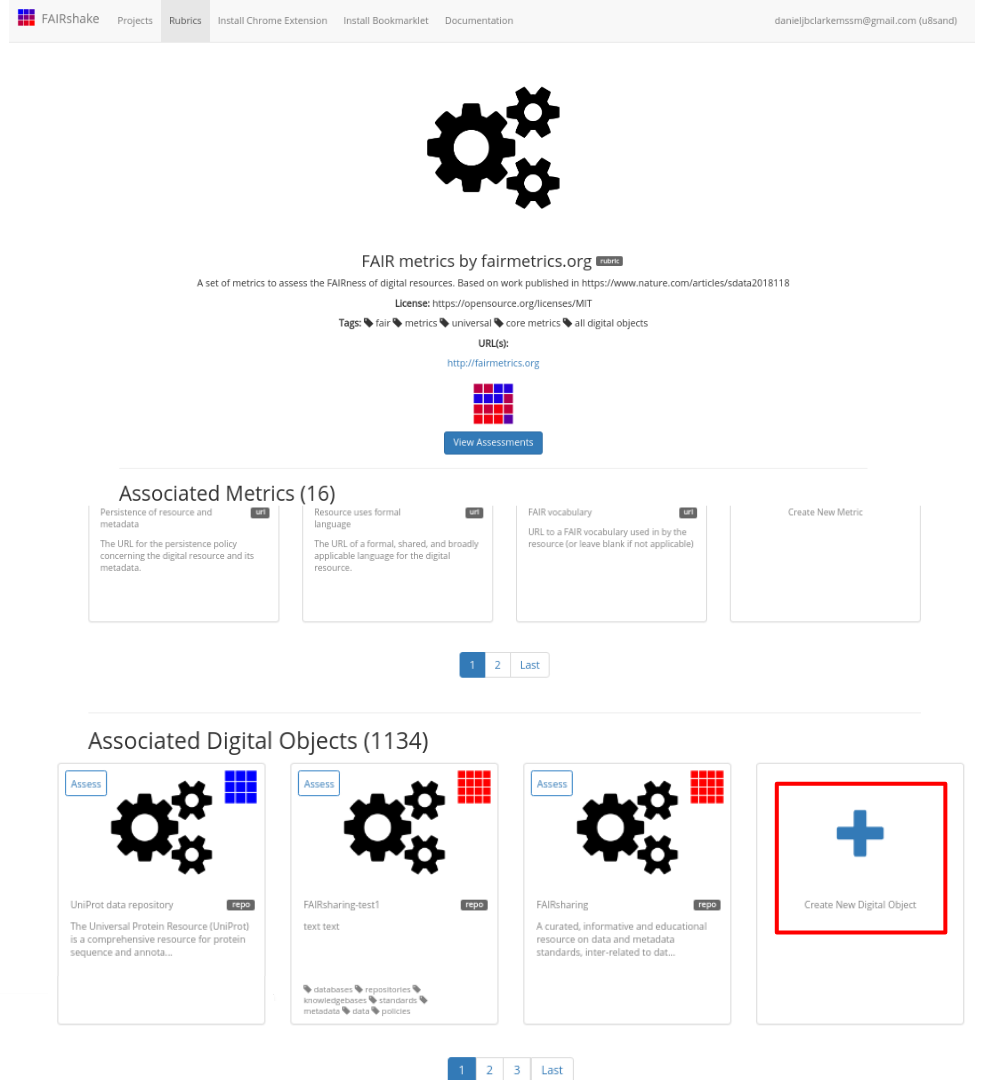 FAIRshake Projects Rubrics Install Chrome Extension Install Bookmarklet Documentation danieljbclarkemssm@gmail.com (u8sand)
FAIR metrics by fairmetrics.org rubric
A set of metrics to assess the FAIRness of digital resources. Based on work published in https://www.nature.com/articles/sdata2018118
License: https://opensource.org/licenses/MIT
Tags: fair metrics universal core metrics all digital objects
URL(s):
http://fairmetrics.org
View Assessments
Associated Metrics (16)
Persistence of resource and
metadata
url
The URL for the persistence policy
concerning the digital resource and its
metadata.
Resource uses formal
language
url
The URL of a formal, shared, and broadly
applicable language for the digital
resource.
FAIR vocabulary
url
URL to a FAIR vocabulary used in by the
resource (or leave blank if not applicable)
Create New Metric
1 2 Last
Associated Digital Objects (1134)
Assess
UniProt data repository repo
The Universal Protein Resource (UniProt)
is a comprehensive resource for protein
sequence and annota...
Assess
FAIRsharing-test1 repo
text text
databases repositories
knowledgebases standards
metadata data policies
Assess
FAIRsharing repo
A curated, informative and educational
resource on data and metadata
standards, inter-related to dat...
Create New Digital Object
1 2 3 Last